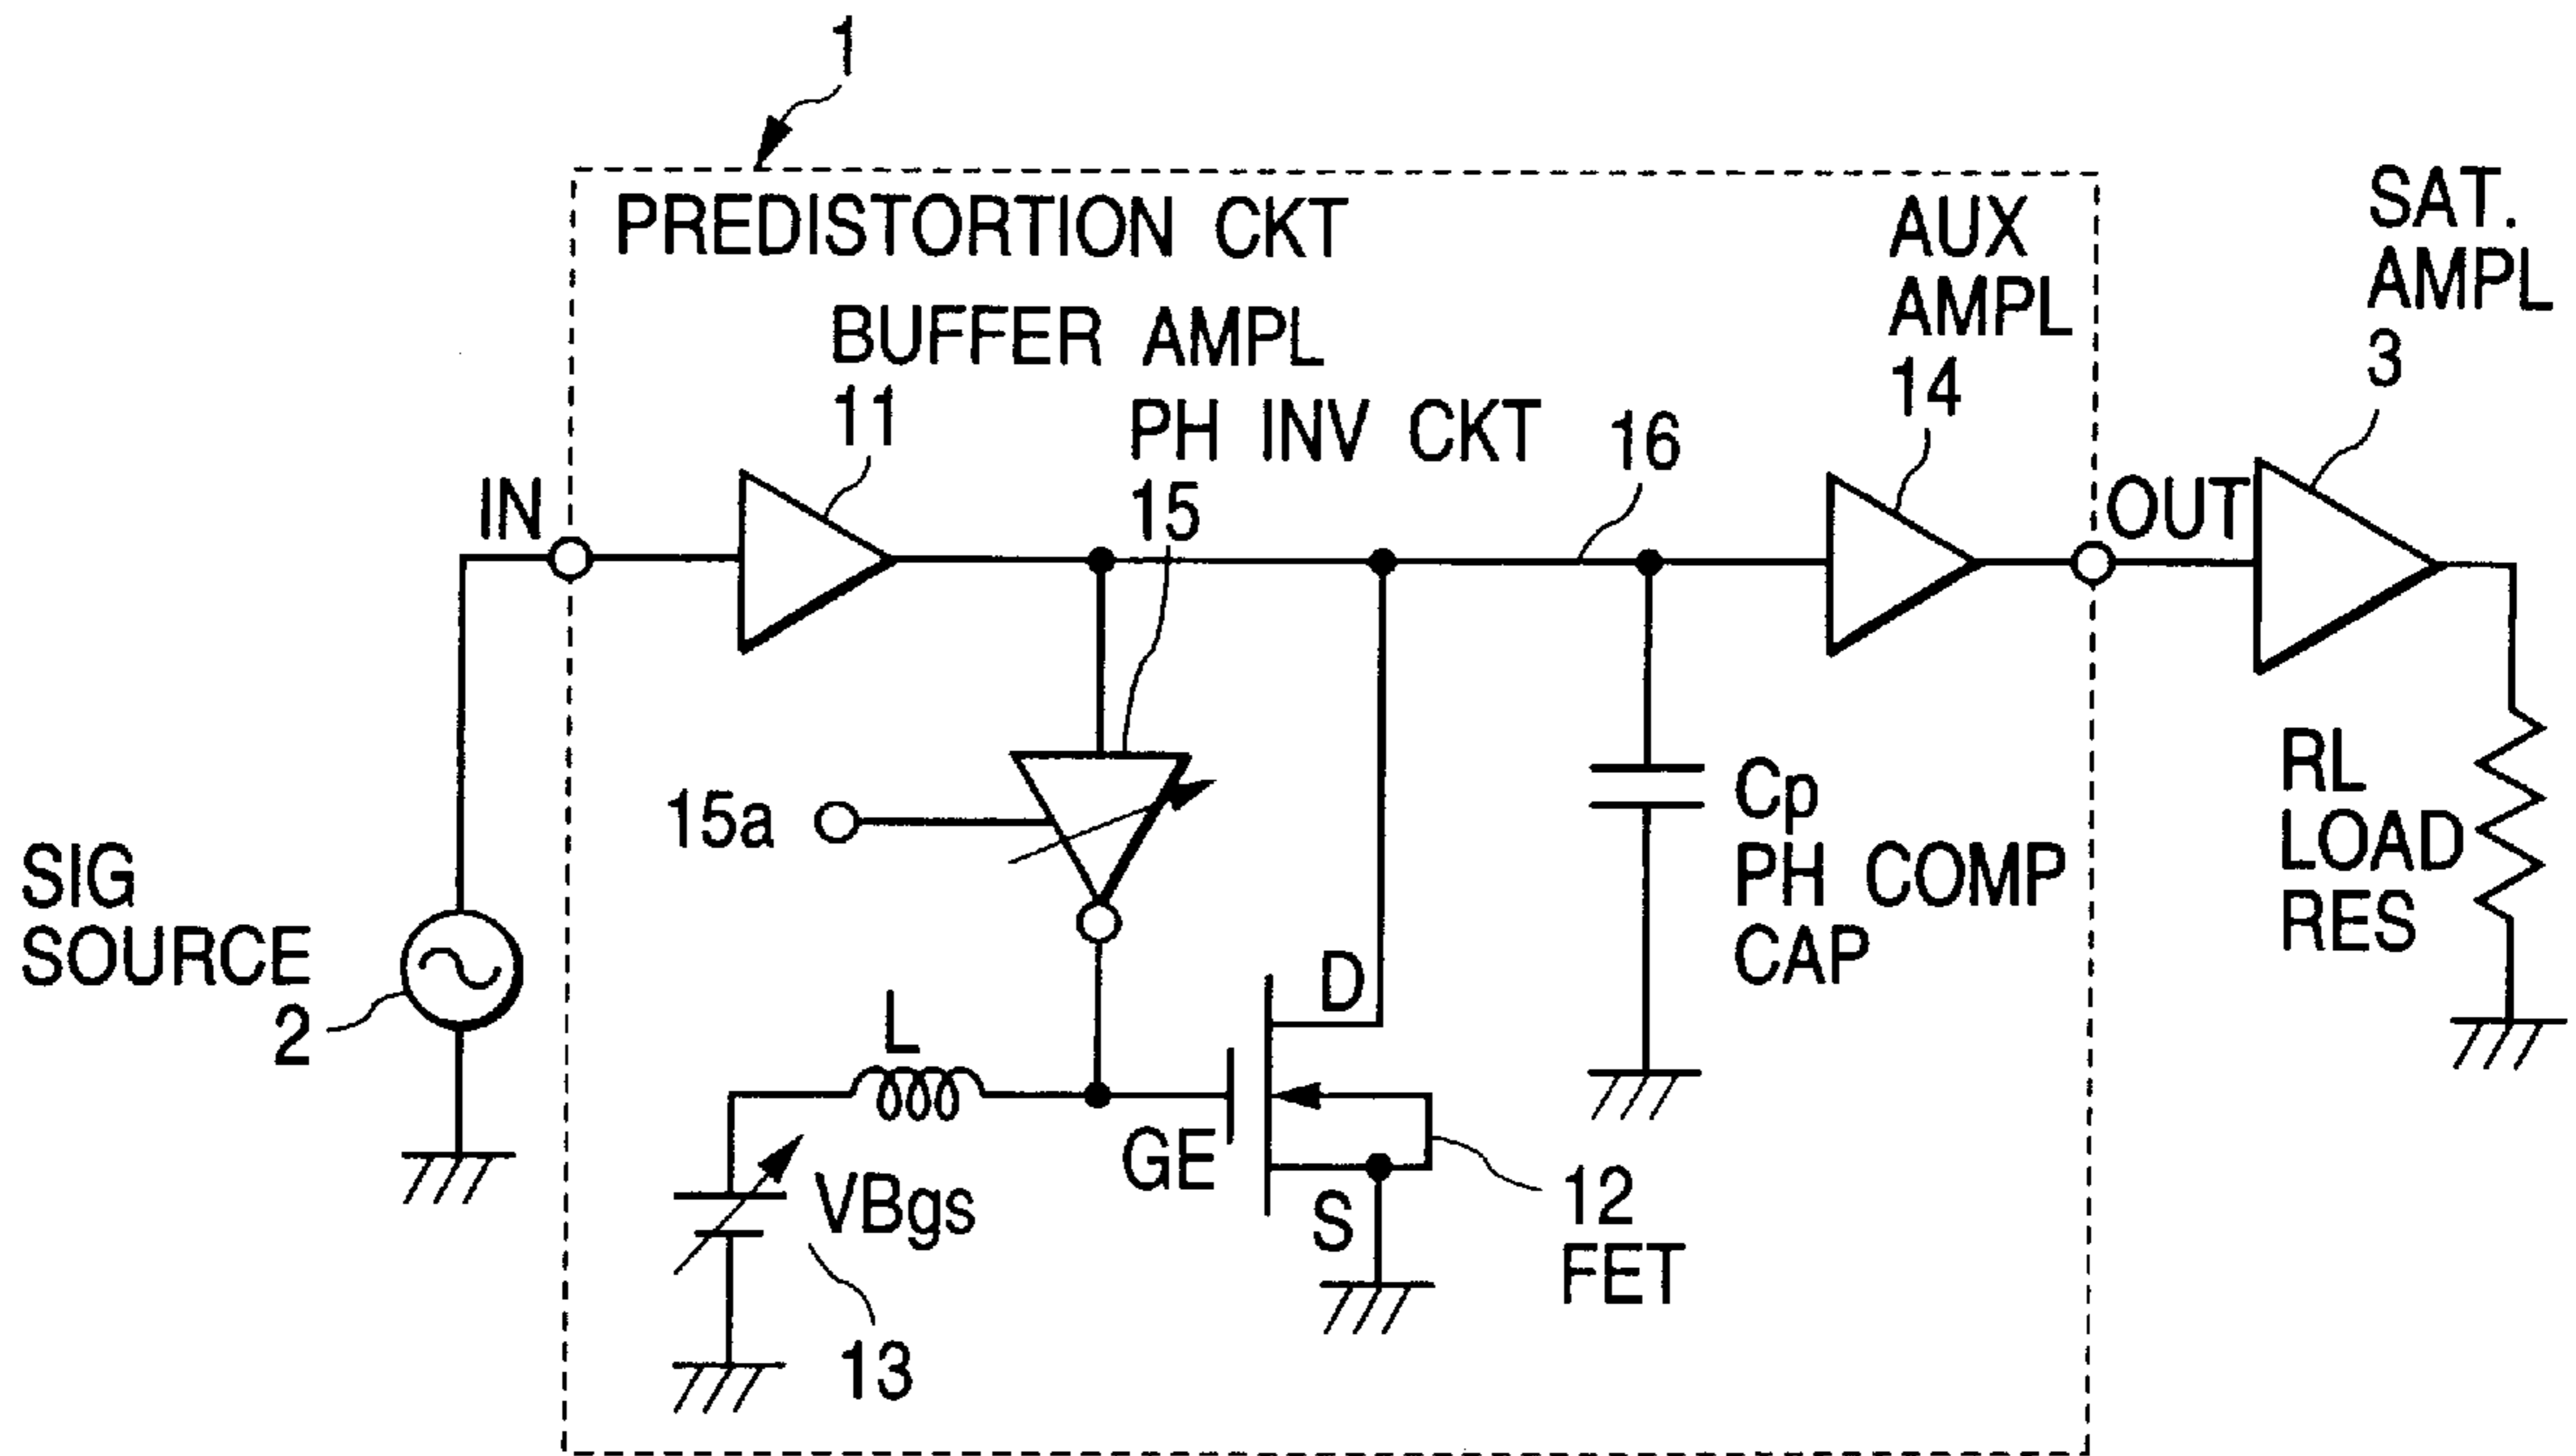 1
PREDISTORTION CKT
AUX
AMPL
14
SAT.
AMPL
3
BUFFER AMPL
11
PH INV CKT
15
16
IN
OUT
15a
Cp
PH COMP
CAP
RL
LOAD
RES
SIG
SOURCE
2
L
D
GE
S
VBgs
13
12
FET